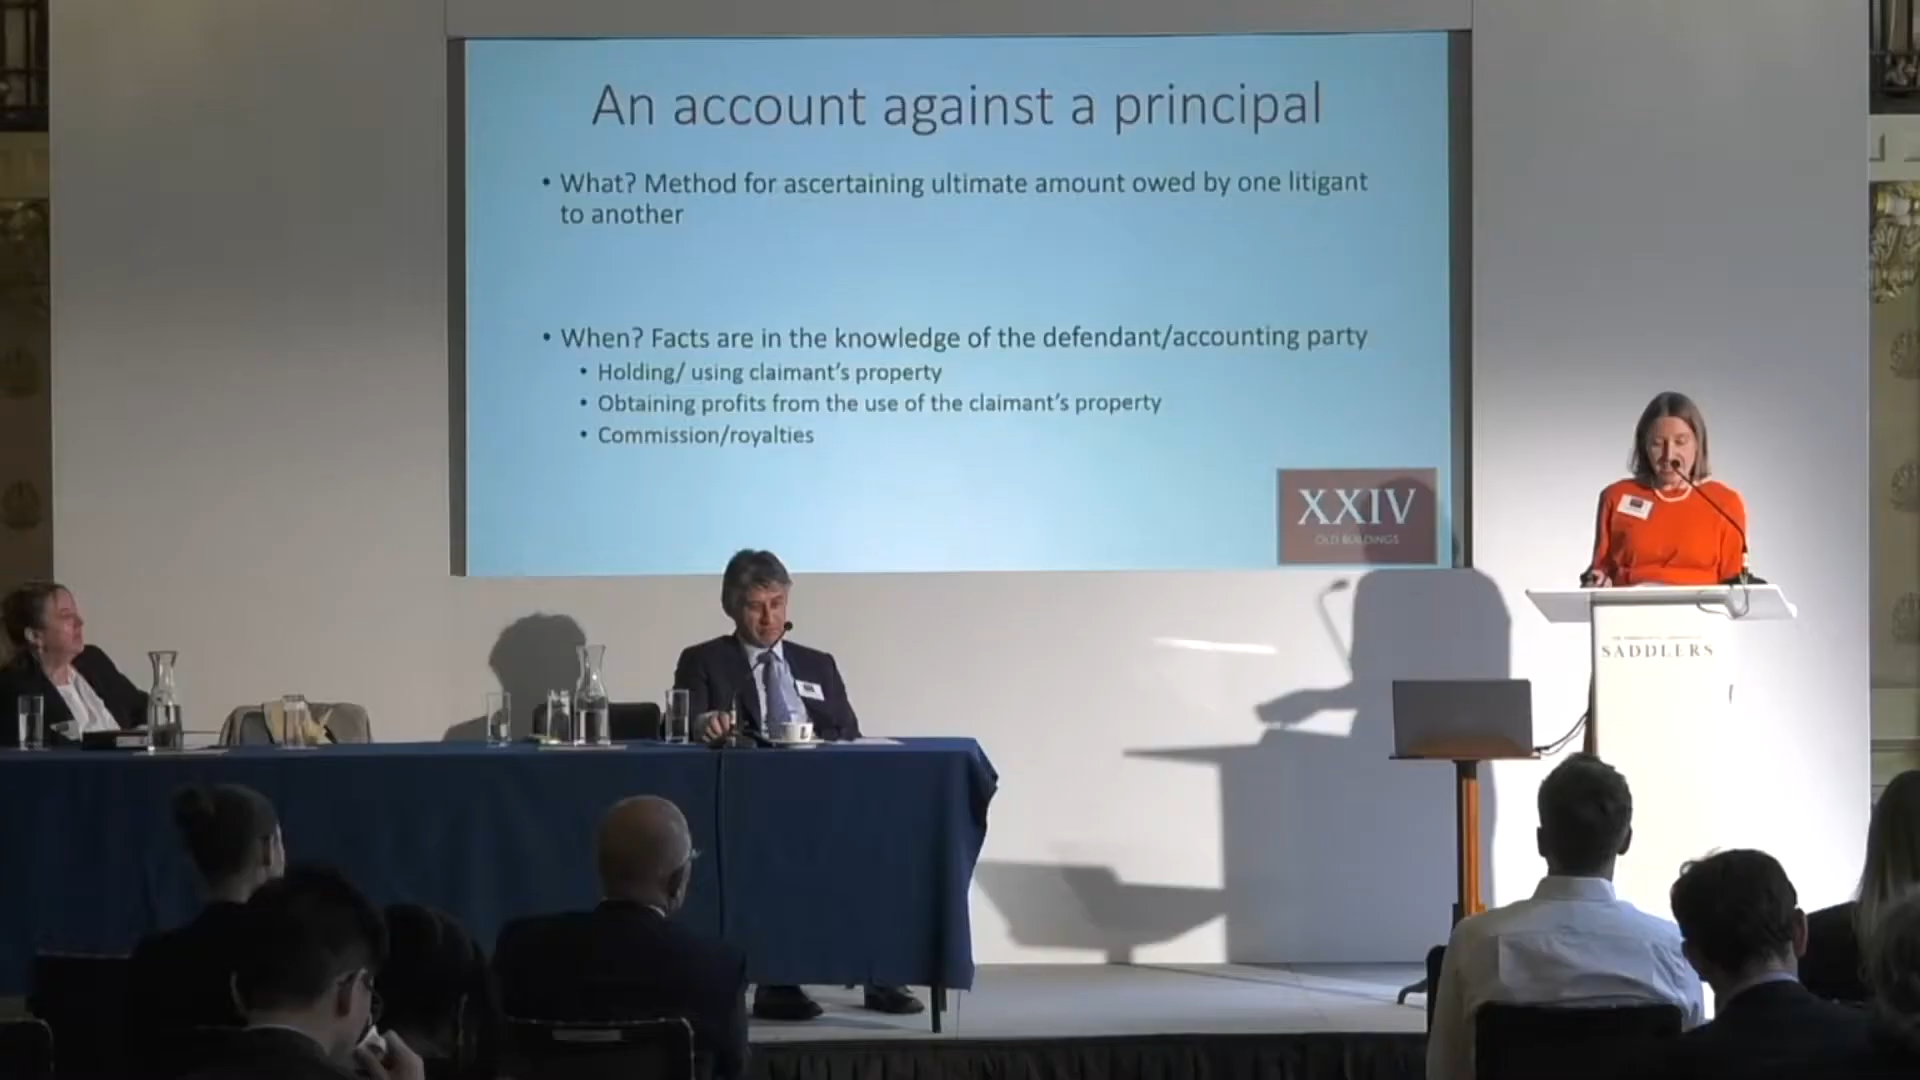 An account against a principal
• What? Method for ascertaining ultimate amount owed by one litigant
to another
• When? Facts are in the knowledge of the defendant/accounting party
• Holding/ using claimant's property
• Obtaining profits from the use of the claimant's property
• Commission/royalties
XXIV
OLD BUILDINGS
SADDLERS